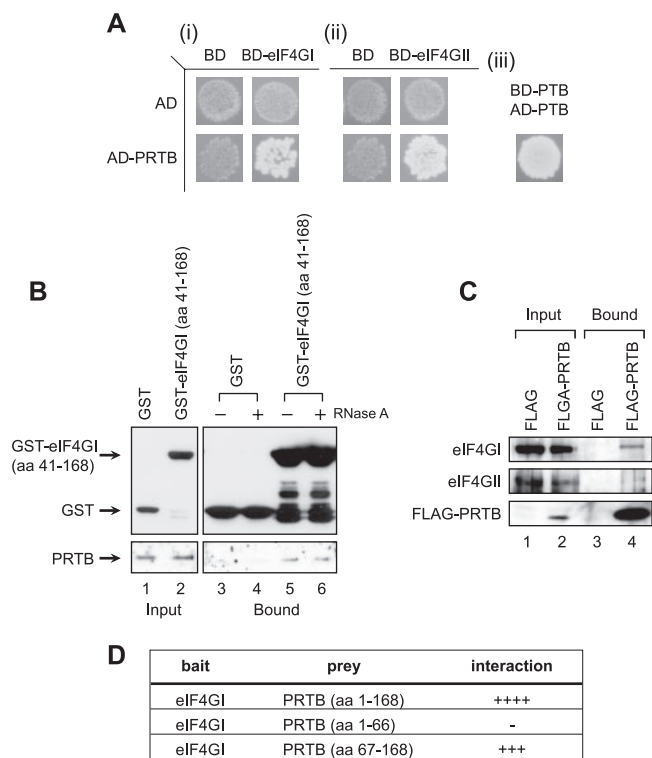 A
(i)
(ii)
(iii)
BD BD-eIF4GI
BD BD-eIF4GII
BD-PTB
AD-PTB
AD
AD-PRTB
B
GST
GST-eIF4GI (aa 41-168)
GST
GST-eIF4GI (aa 41-168)
– + – + RNase A
GST-eIF4GI
(aa 41-168)
GST
PRTB
1 2 3 4 5 6
Input Bound
C
Input Bound
FLAG
FLGA-PRTB
FLAG
FLAG-PRTB
eIF4GI
eIF4GII
FLAG-PRTB
1 2 3 4
D
bait prey interaction
eIF4GI PRTB (aa 1-168) ++++
eIF4GI PRTB (aa 1-66) -
eIF4GI PRTB (aa 67-168) +++